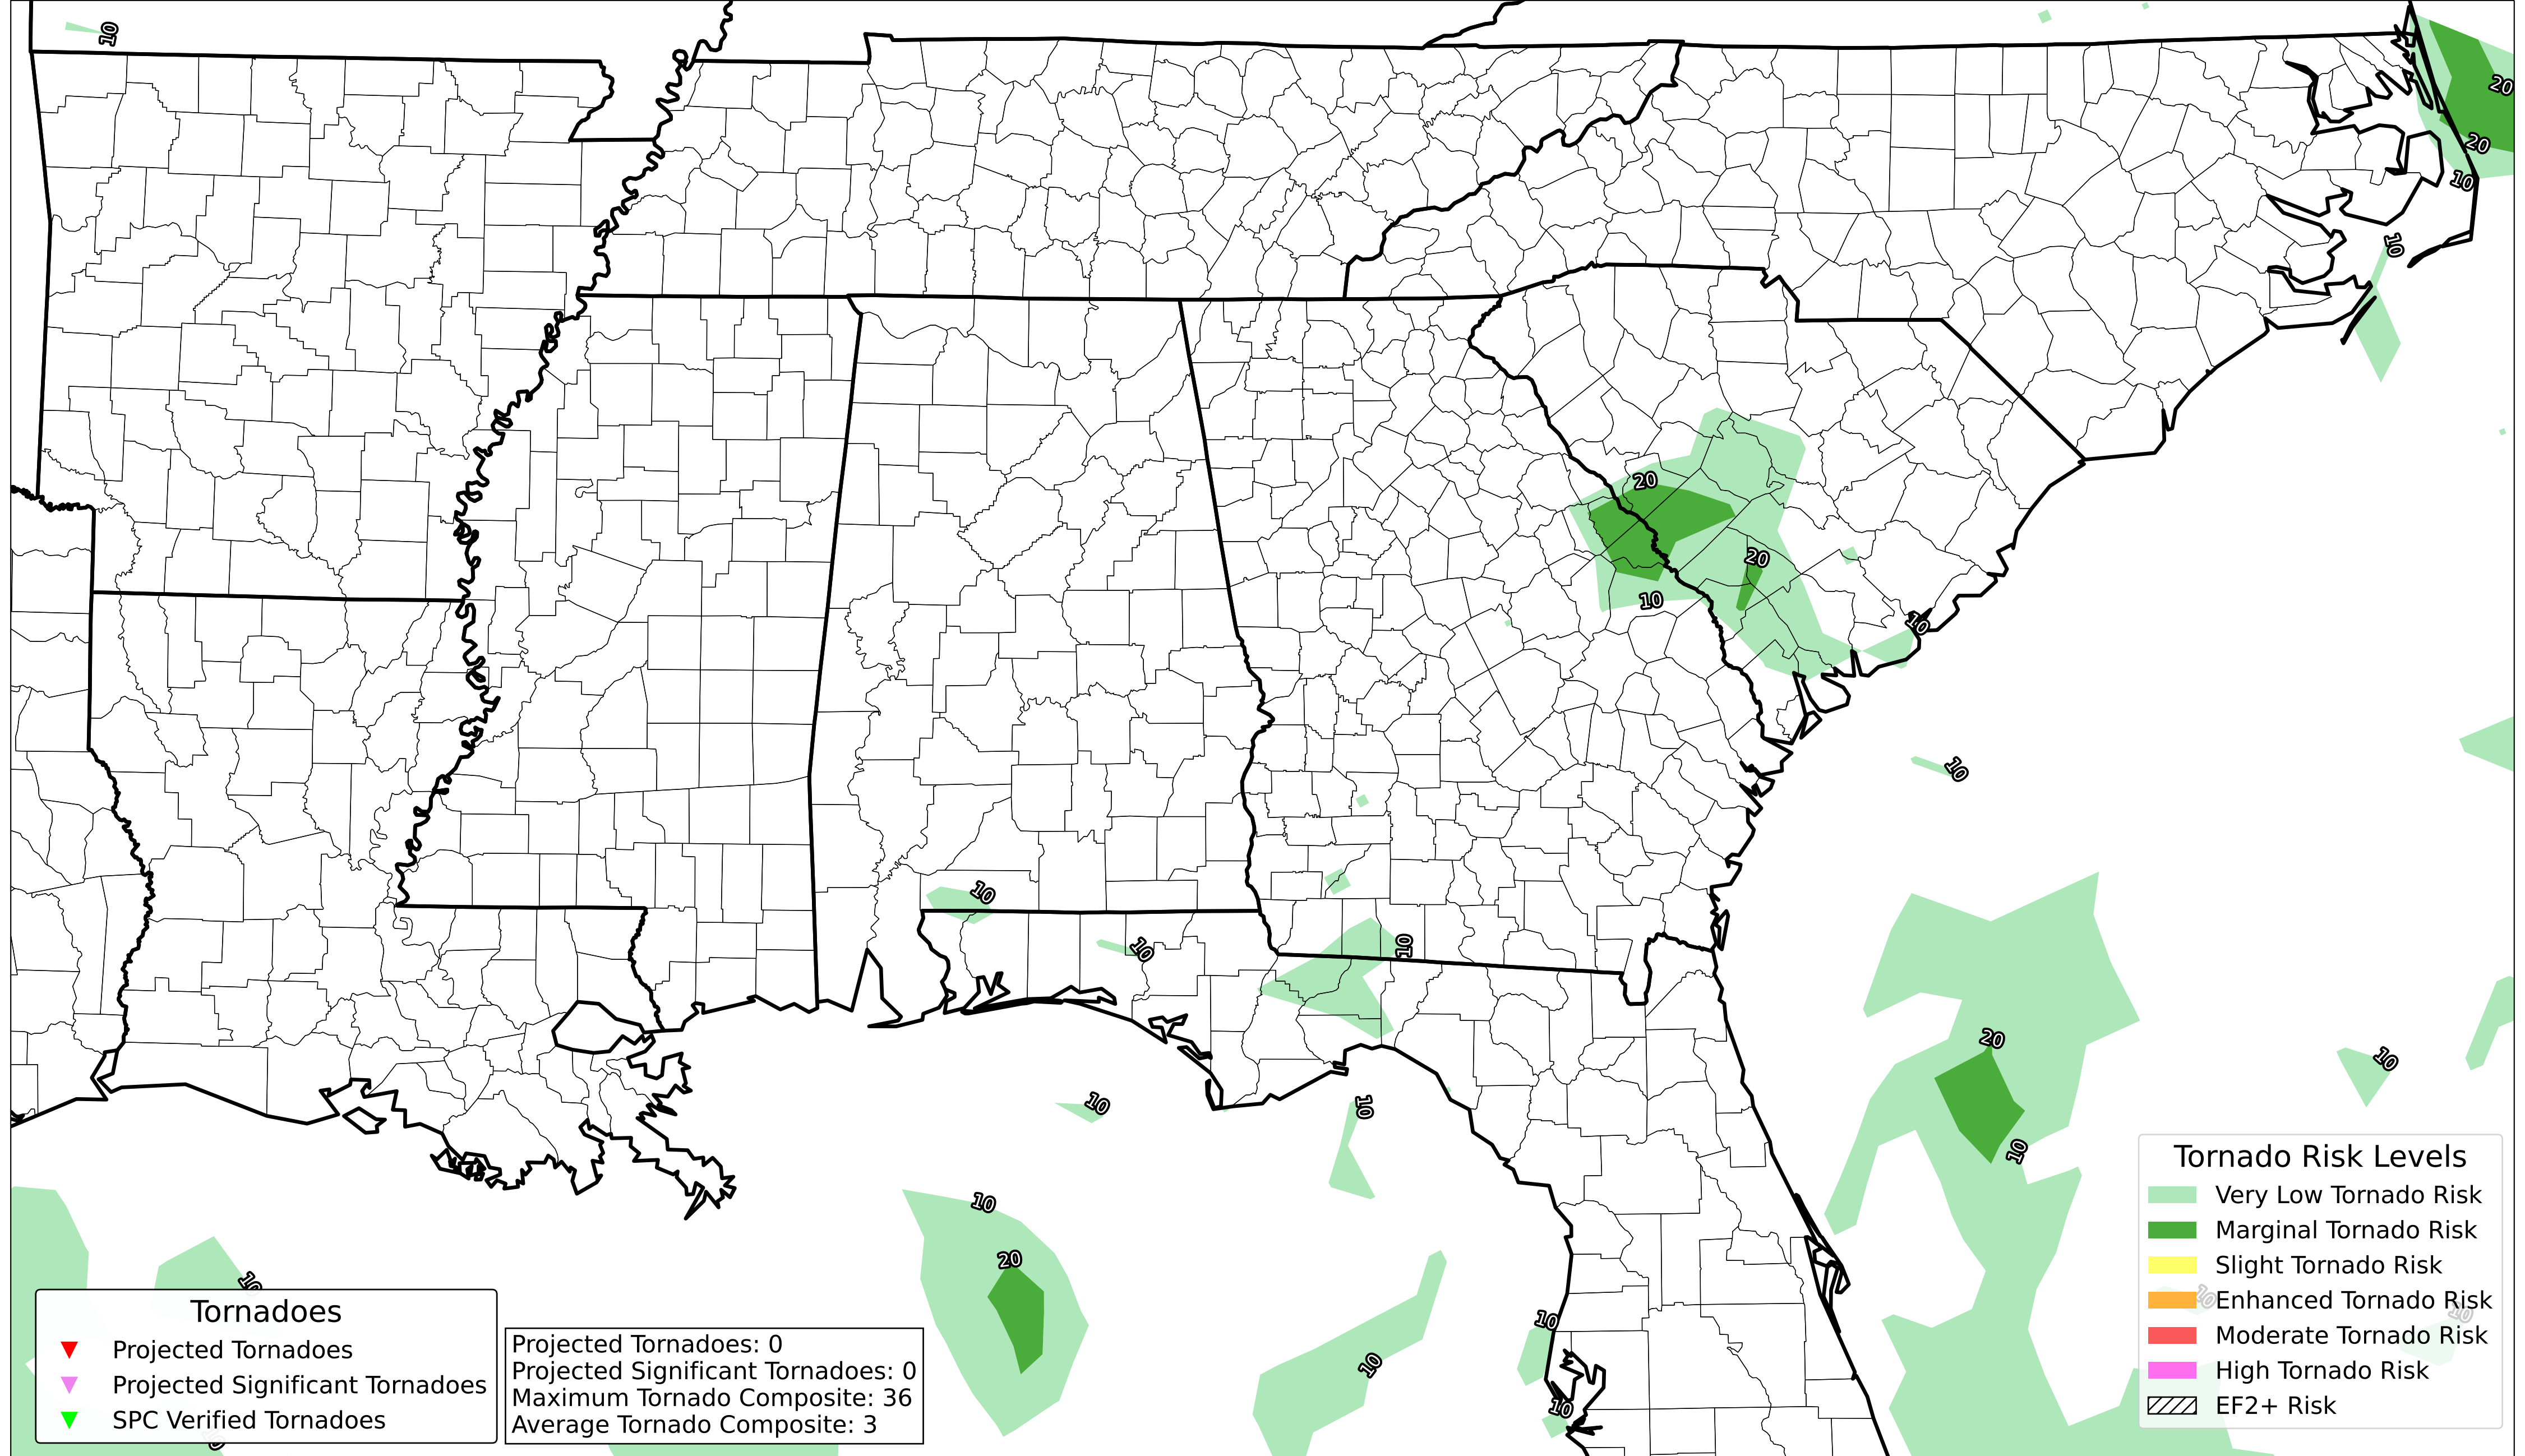 10
20
20
10
10
20
20
10
10
10
10
10
10
20
10
10
10
10
10
20
10
10
10
10
10
10
10
Tornado Risk Levels
Very Low Tornado Risk
Marginal Tornado Risk
Slight Tornado Risk
Enhanced Tornado Risk
Moderate Tornado Risk
High Tornado Risk
EF2+ Risk
Tornadoes
Projected Tornadoes
Projected Significant Tornadoes
SPC Verified Tornadoes
Projected Tornadoes: 0
Projected Significant Tornadoes: 0
Maximum Tornado Composite: 36
Average Tornado Composite: 3